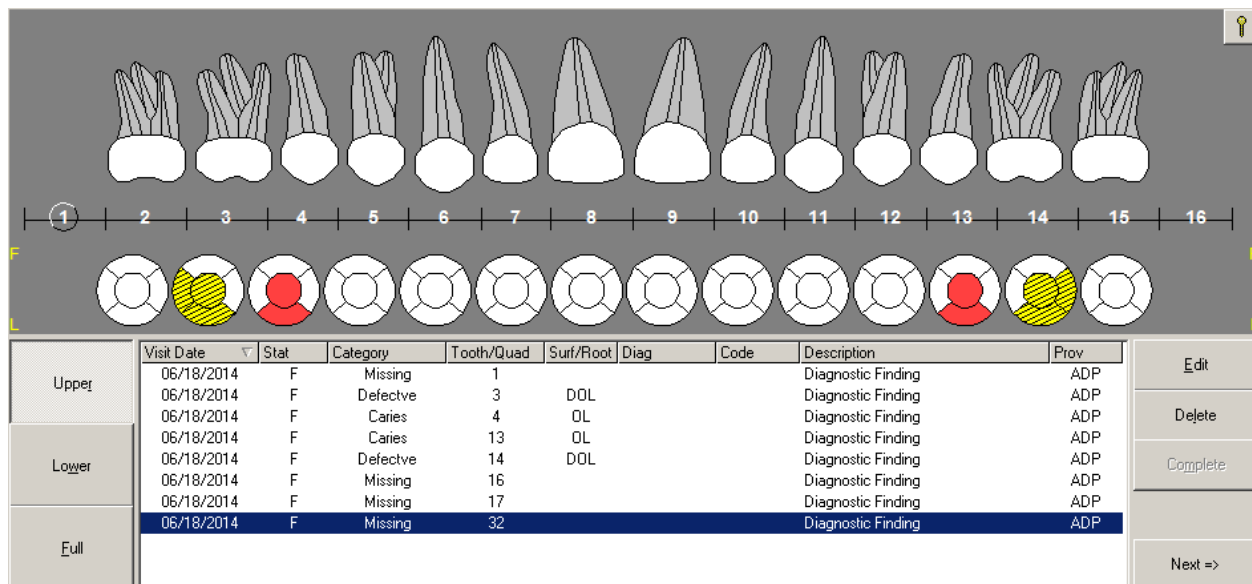 1 2 3 4 5 6 7 8 9 10 11 12 13 14 15 16
F
L
Upper
Lower
Full
Visit Date Stat Category Tooth/Quad Surf/Root Diag Code Description Prov
06/18/2014 F Missing 1 Diagnostic Finding ADP
06/18/2014 F Defectve 3 DOL Diagnostic Finding ADP
06/18/2014 F Caries 4 OL Diagnostic Finding ADP
06/18/2014 F Caries 13 OL Diagnostic Finding ADP
06/18/2014 F Defectve 14 DOL Diagnostic Finding ADP
06/18/2014 F Missing 16 Diagnostic Finding ADP
06/18/2014 F Missing 17 Diagnostic Finding ADP
06/18/2014 F Missing 32 Diagnostic Finding ADP
Edit
Delete
Complete
Next =>